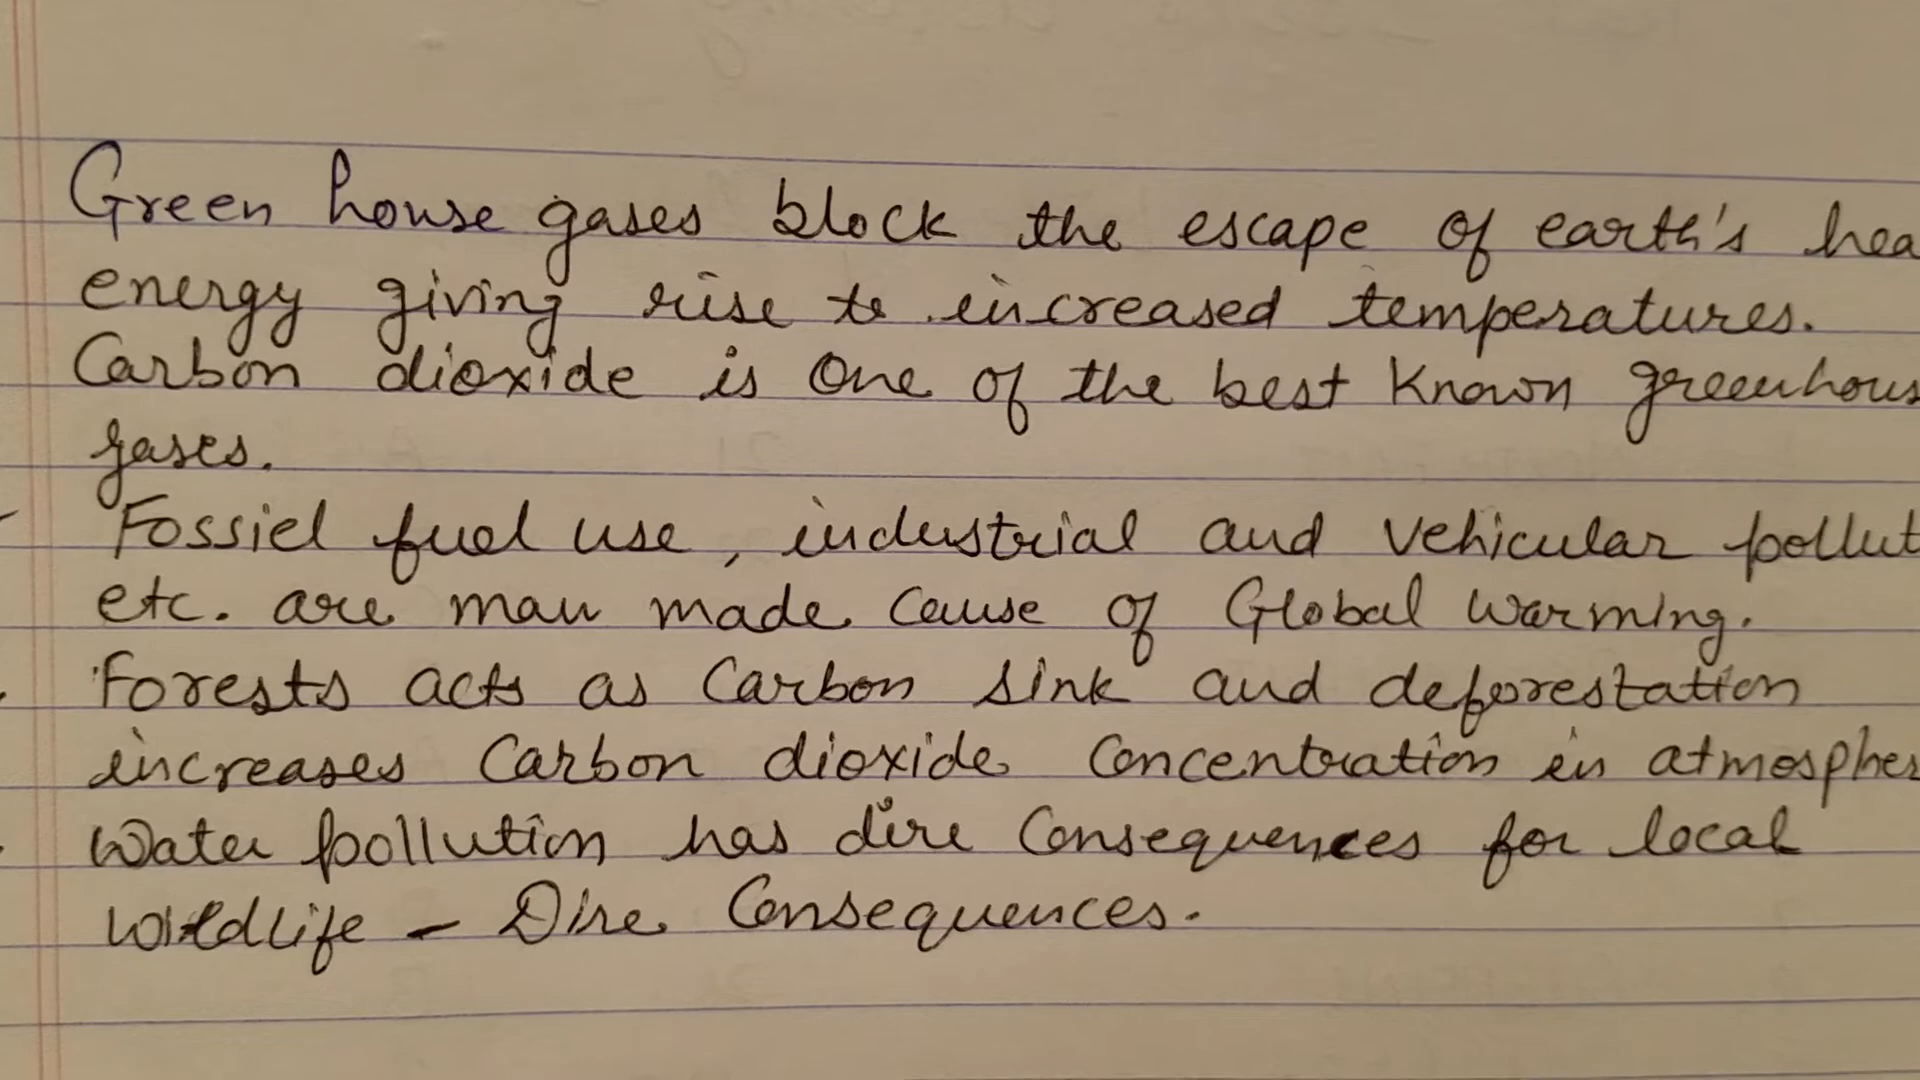 Green house gases block the escape of earth's hea
energy giving rise to increased temperatures.
Carbon dioxide is one of the best known greenhous
gases.
Fossiel fuel use, industrial and vehicular pollut
etc. are man made cause of Global warming.
Forests acts as Carbon sink and deforestation
increases Carbon dioxide Concentration in atmospher
Water pollution has dire Consequences for local
wildlife - Dire Consequences.